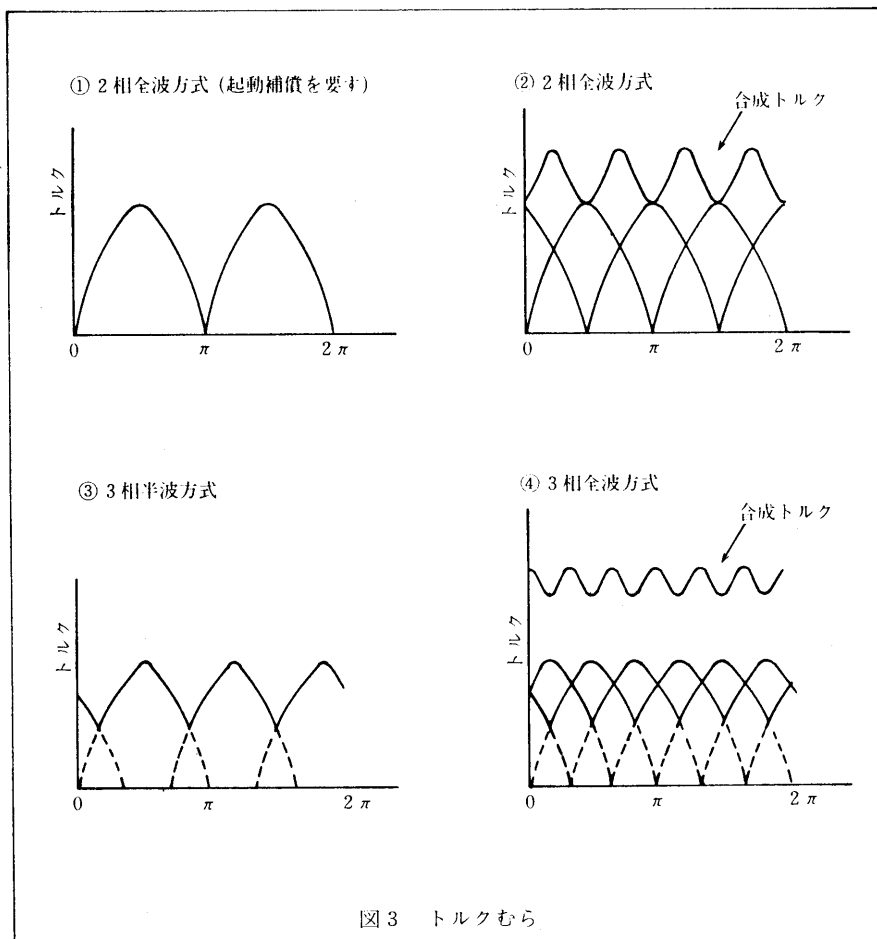 ① 2相全波方式 (起動補償を要す)
トルク
0 π 2π
② 2相全波方式
合成トルク
トルク
0 π 2π
③ 3相半波方式
トルク
0 π 2π
④ 3相全波方式
合成トルク
トルク
0 π 2π
図3 トルクむら